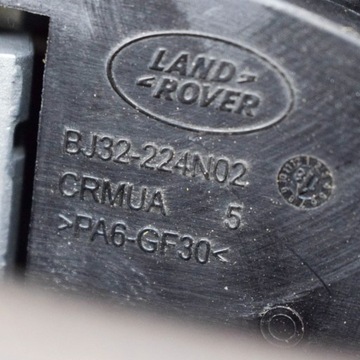 LAND
ROVER
BJ32-224N02
CRMUA 5
>PA6-GF30<